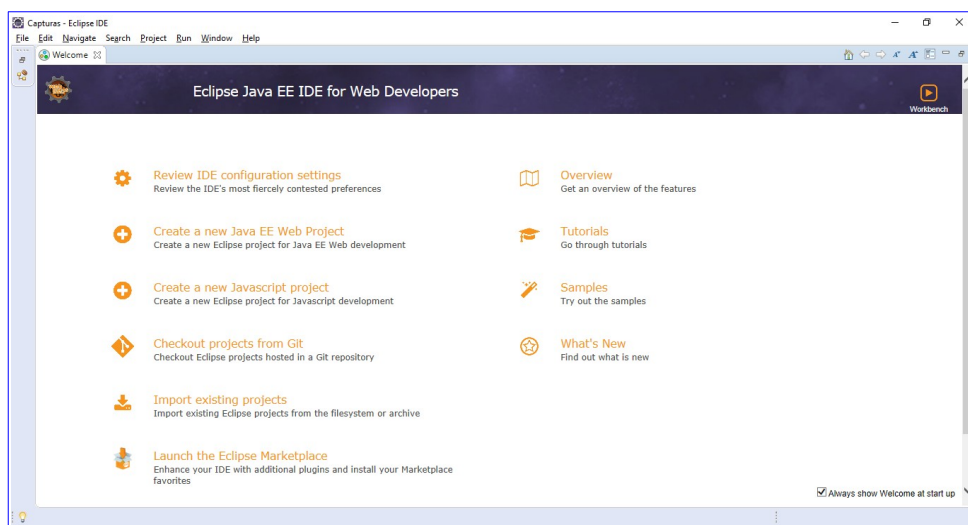 Capturas - Eclipse IDE
File Edit Navigate Search Project Run Window Help
Welcome
Eclipse Java EE IDE for Web Developers
Workbench
Review IDE configuration settings
Review the IDE's most fiercely contested preferences
Create a new Java EE Web Project
Create a new Eclipse project for Java EE Web development
Create a new Javascript project
Create a new Eclipse project for Javascript development
Checkout projects from Git
Checkout Eclipse projects hosted in a Git repository
Import existing projects
Import existing Eclipse projects from the filesystem or archive
Launch the Eclipse Marketplace
Enhance your IDE with additional plugins and install your Marketplace
favorites
Overview
Get an overview of the features
Tutorials
Go through tutorials
Samples
Try out the samples
What's New
Find out what is new
Always show Welcome at start up